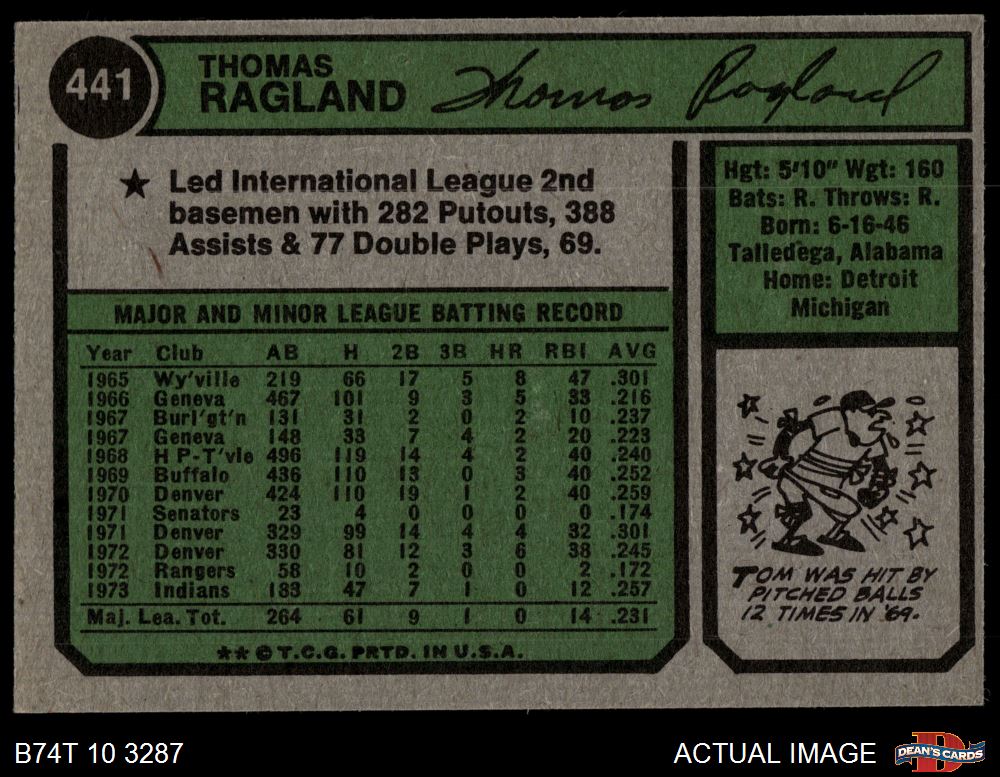 441
THOMAS
RAGLAND
Thomas Ragland
★ Led International League 2nd
basemen with 282 Putouts, 388
Assists & 77 Double Plays, 69.
Hgt: 5'10" Wgt: 160
Bats: R. Throws: R.
Born: 6-16-46
Talledega, Alabama
Home: Detroit
Michigan
MAJOR AND MINOR LEAGUE BATTING RECORD
Year Club AB H 2B 3B HR RBI AVG
1965 Wy'ville 219 66 17 5 8 47 .301
1966 Geneva 467 101 9 3 5 33 .216
1967 Burl'gt'n 131 31 2 0 2 10 .237
1967 Geneva 148 33 7 4 2 20 .223
1968 H P-T'vle 496 119 14 4 2 40 .240
1969 Buffalo 436 110 13 0 3 40 .252
1970 Denver 424 110 19 1 2 40 .259
1971 Senators 23 4 0 0 0 0 .174
1971 Denver 329 99 14 4 4 32 .301
1972 Denver 330 81 12 3 6 38 .245
1972 Rangers 58 10 2 0 0 2 .172
1973 Indians 183 47 7 1 0 12 .257
Maj. Lea. Tot. 264 61 9 1 0 14 .231
** © T.C.G. PRTD. IN U.S.A.
TOM WAS HIT BY
PITCHED BALLS
12 TIMES IN '69.
B74T 10 3287
ACTUAL IMAGE
D
DEAN'S CARDS